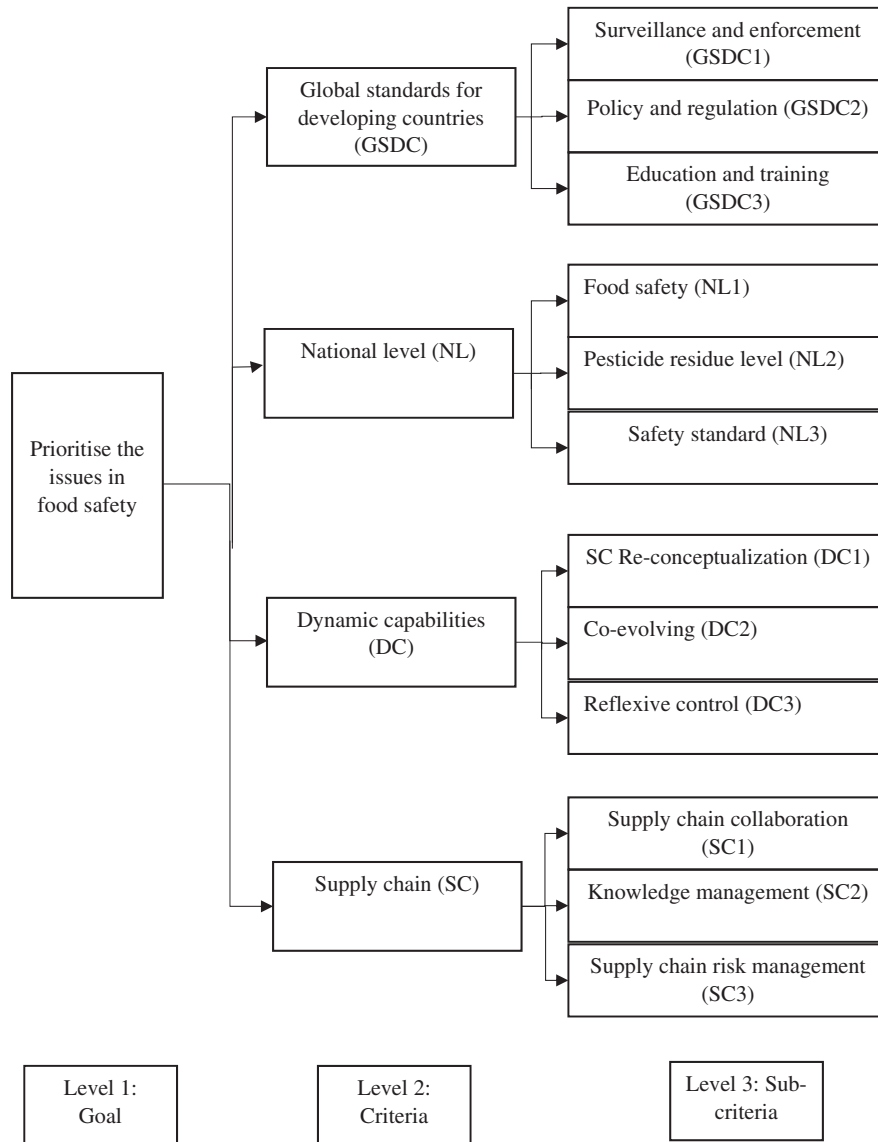 Surveillance and enforcement
(GSDC1)
Global standards for
developing countries
(GSDC)
Policy and regulation (GSDC2)
Education and training
(GSDC3)
Food safety (NL1)
National level (NL)
Pesticide residue level (NL2)
Safety standard (NL3)
Prioritise the
issues in
food safety
SC Re-conceptualization (DC1)
Dynamic capabilities
(DC)
Co-evolving (DC2)
Reflexive control (DC3)
Supply chain collaboration
(SC1)
Supply chain (SC)
Knowledge management (SC2)
Supply chain risk management
(SC3)
Level 1:
Goal
Level 2:
Criteria
Level 3: Sub-
criteria